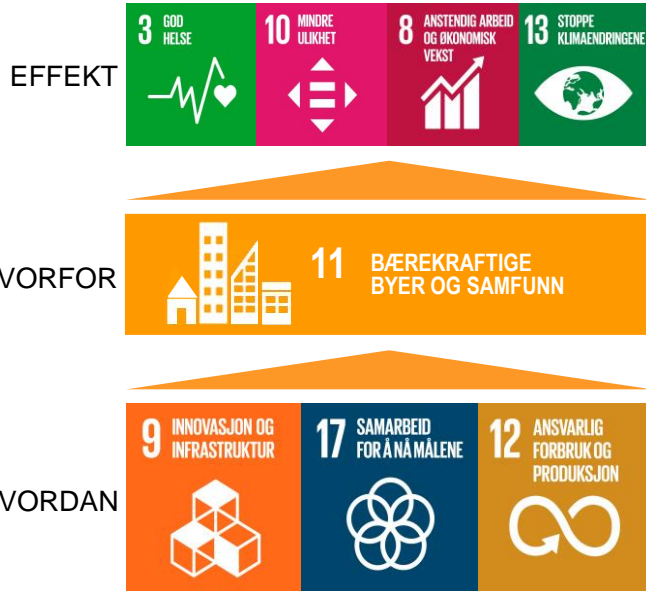 EFFEKT
3 GOD
HELSE
10 MINDRE
ULIKHET
8 ANSTENDIG ARBEID
OG ØKONOMISK
VEKST
13 STOPPE
KLIMAENDRINGENE
VORFOR
11 BÆREKRAFTIGE
BYER OG SAMFUNN
VORDAN
9 INNOVASJON OG
INFRASTRUKTUR
17 SAMARBEID
FOR Å NÅ MÅLENE
12 ANSVARLIG
FORBRUK OG
PRODUKSJON